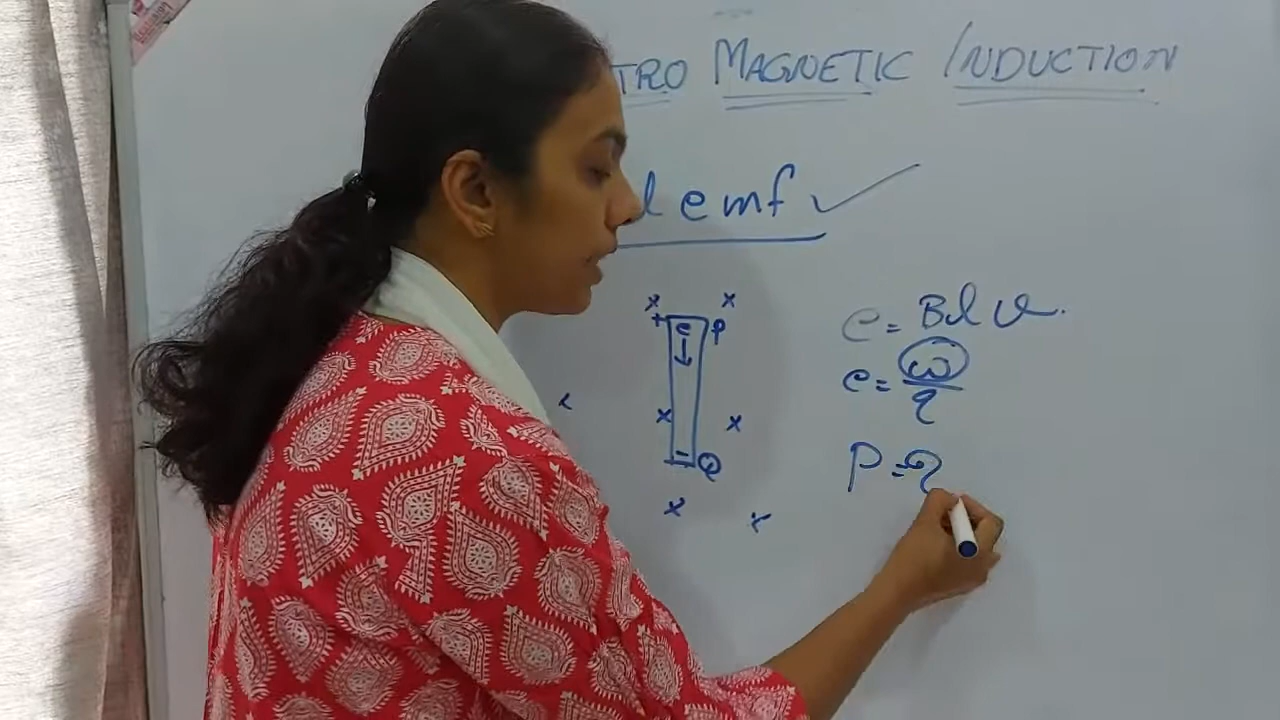 TRO MAGNETIC INDUCTION
l emf ✓
x x
+ e P
e = Blv.
e = ω/q
x x x
- Q
P = q
x x